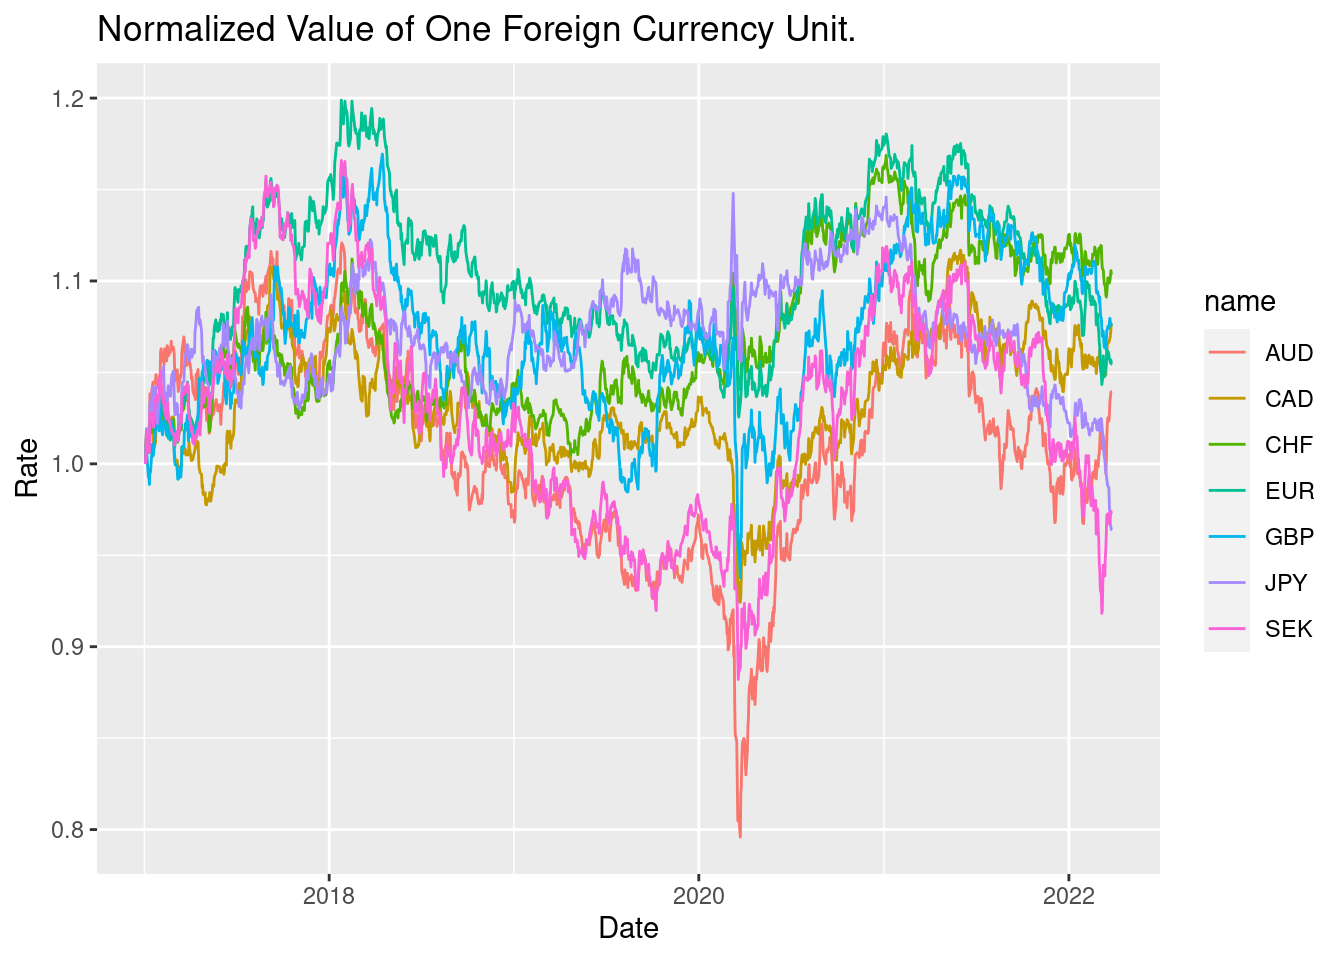 Normalized Value of One Foreign Currency Unit.
Rate
1.2
1.1
1.0
0.9
0.8
2018
2020
2022
Date
name
AUD
CAD
CHF
EUR
GBP
JPY
SEK